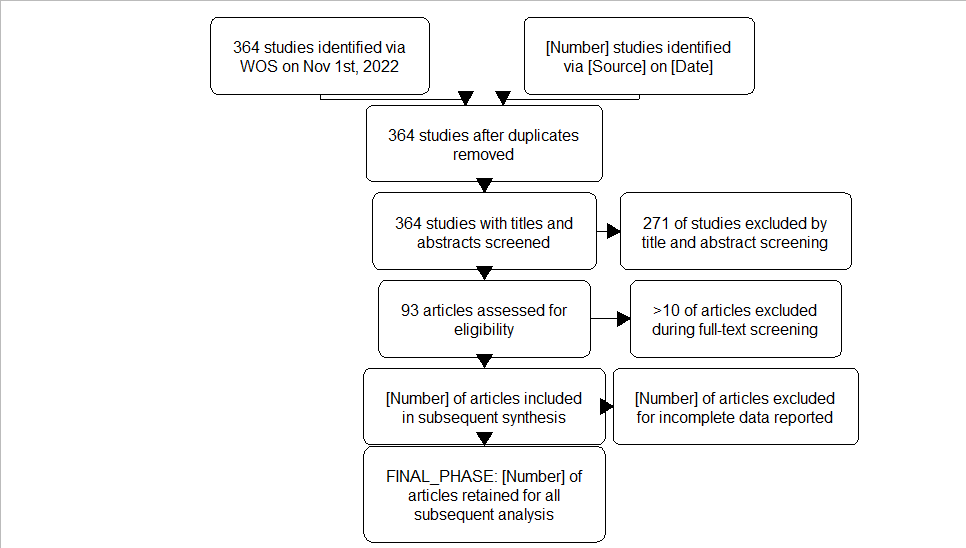 364 studies identified via
WOS on Nov 1st, 2022
[Number] studies identified
via [Source] on [Date]
364 studies after duplicates
removed
364 studies with titles and
abstracts screened
271 of studies excluded by
title and abstract screening
93 articles assessed for
eligibility
>10 of articles excluded
during full-text screening
[Number] of articles included
in subsequent synthesis
[Number] of articles excluded
for incomplete data reported
FINAL_PHASE: [Number] of
articles retained for all
subsequent analysis